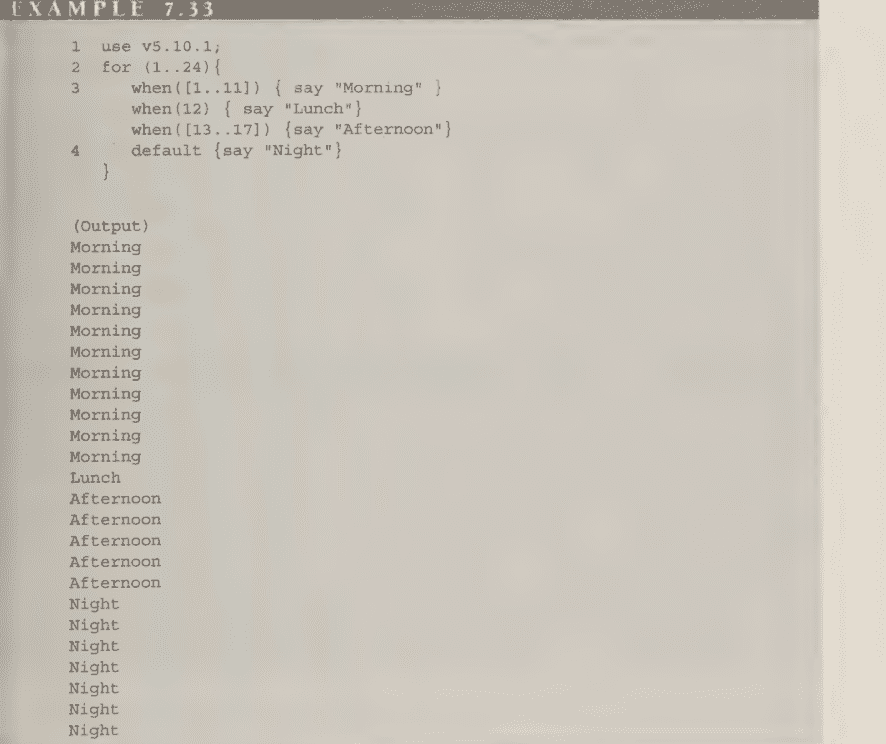 EXAMPLE 7.33
1 use v5.10.1;
2 for (1..24){
3 when([1..11]) { say "Morning" }
when(12) { say "Lunch"}
when([13..17]) {say "Afternoon"}
4 default {say "Night"}
}
(Output)
Morning
Morning
Morning
Morning
Morning
Morning
Morning
Morning
Morning
Morning
Morning
Lunch
Afternoon
Afternoon
Afternoon
Afternoon
Afternoon
Night
Night
Night
Night
Night
Night
Night